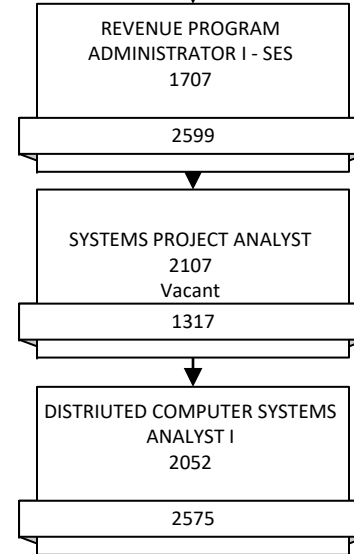 REVENUE PROGRAM
ADMINISTRATOR I - SES
1707
2599
SYSTEMS PROJECT ANALYST
2107
Vacant
1317
DISTRIUTED COMPUTER SYSTEMS
ANALYST I
2052
2575